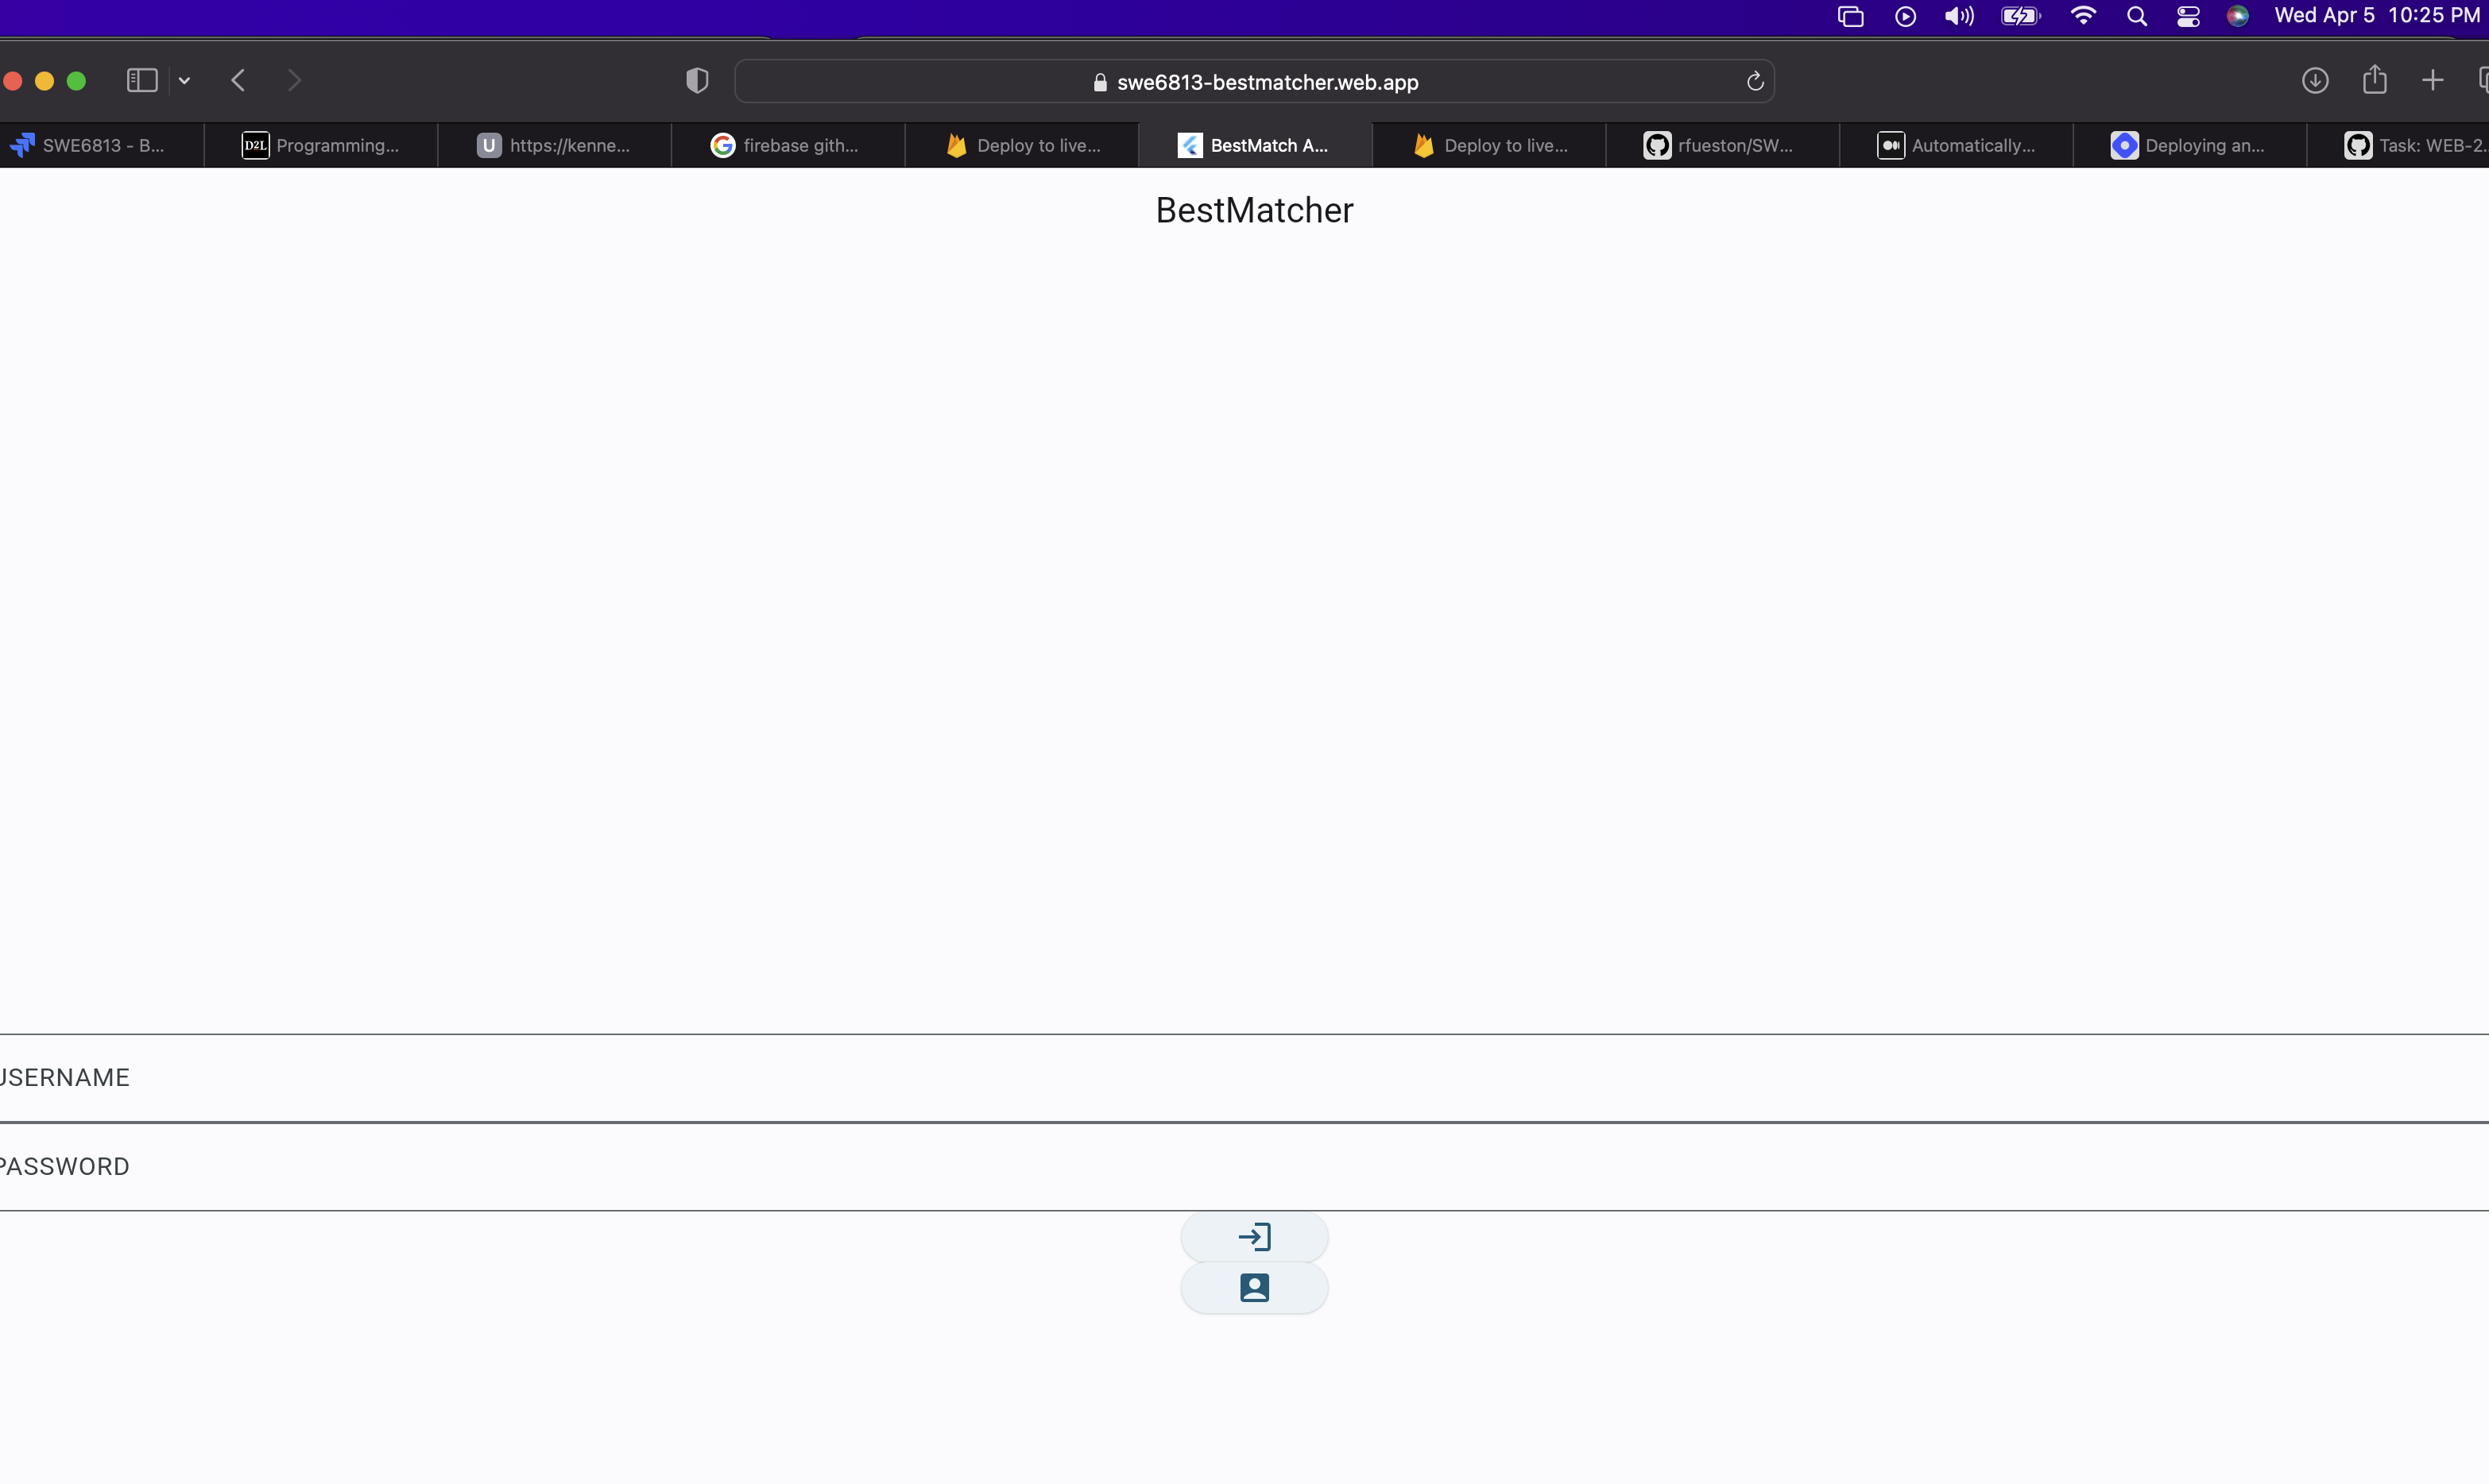 Wed Apr 5 10:25 PM
swe6813-bestmatcher.web.app
SWE6813 - B...
D2L Programming...
U https://kenne...
firebase gith...
Deploy to live...
BestMatch A...
Deploy to live...
rfueston/SW...
Automatically...
Deploying an...
Task: WEB-2...
BestMatcher
USERNAME
PASSWORD